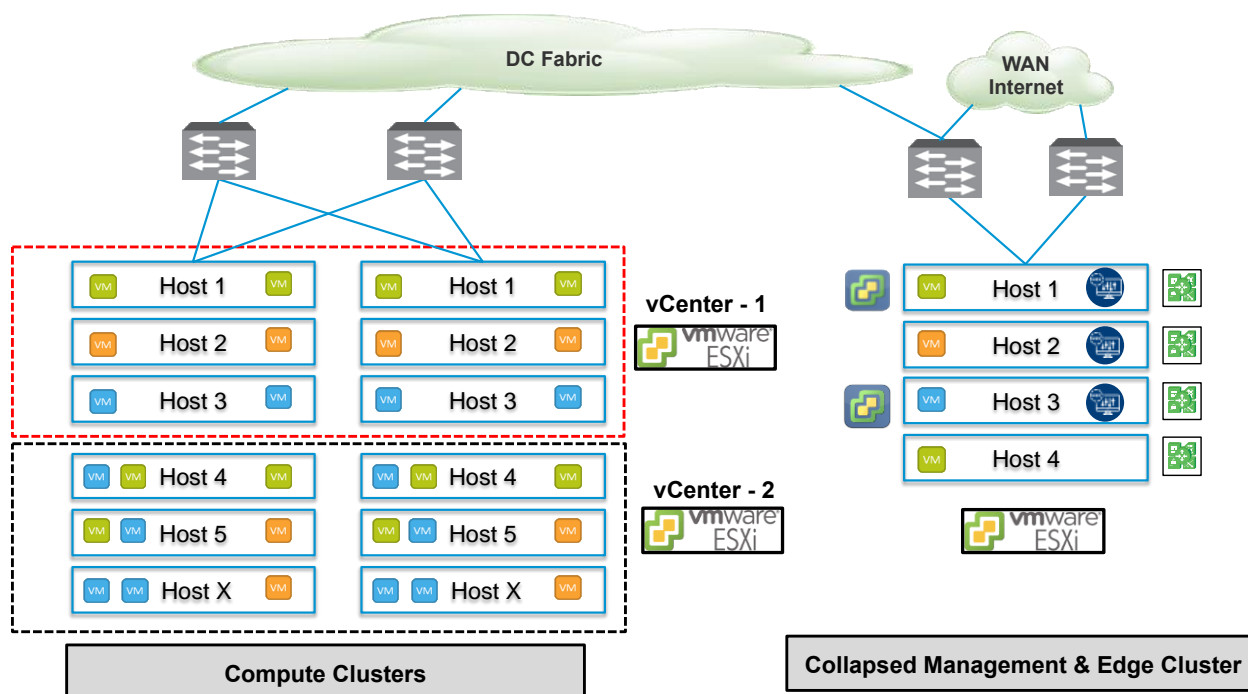 DC Fabric
WAN
Internet
VM Host 1 VM
VM Host 1 VM
VM Host 2 VM
VM Host 2 VM
VM Host 3 VM
VM Host 3 VM
vCenter - 1
vmware
ESXi
VM VM Host 4 VM
VM VM Host 4 VM
VM VM Host 5 VM
VM VM Host 5 VM
VM VM Host X VM
VM VM Host X VM
vCenter - 2
vmware
ESXi
Compute Clusters
VM Host 1
VM Host 2
VM Host 3
VM Host 4
vmware
ESXi
Collapsed Management & Edge Cluster